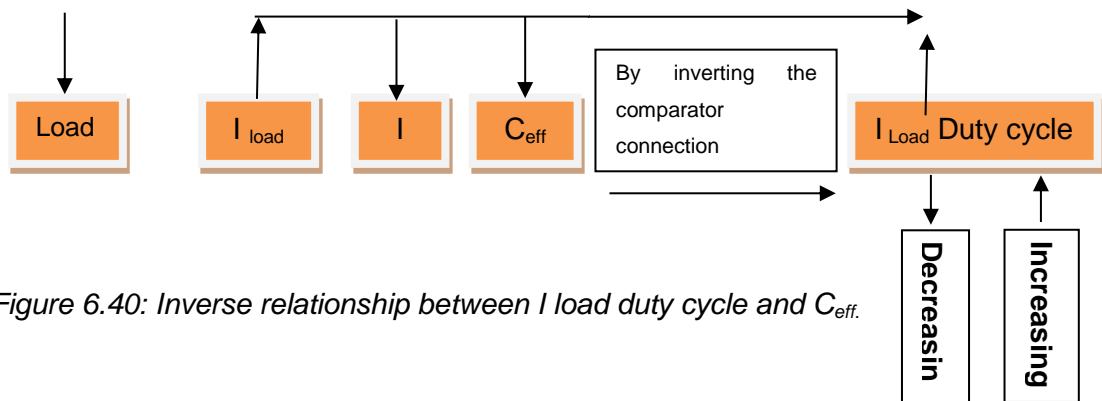 By inverting the
comparator
connection
Load
I load
I
Ceff
I Load Duty cycle
Decreasin
Increasing
Figure 6.40: Inverse relationship between I load duty cycle and Ceff.